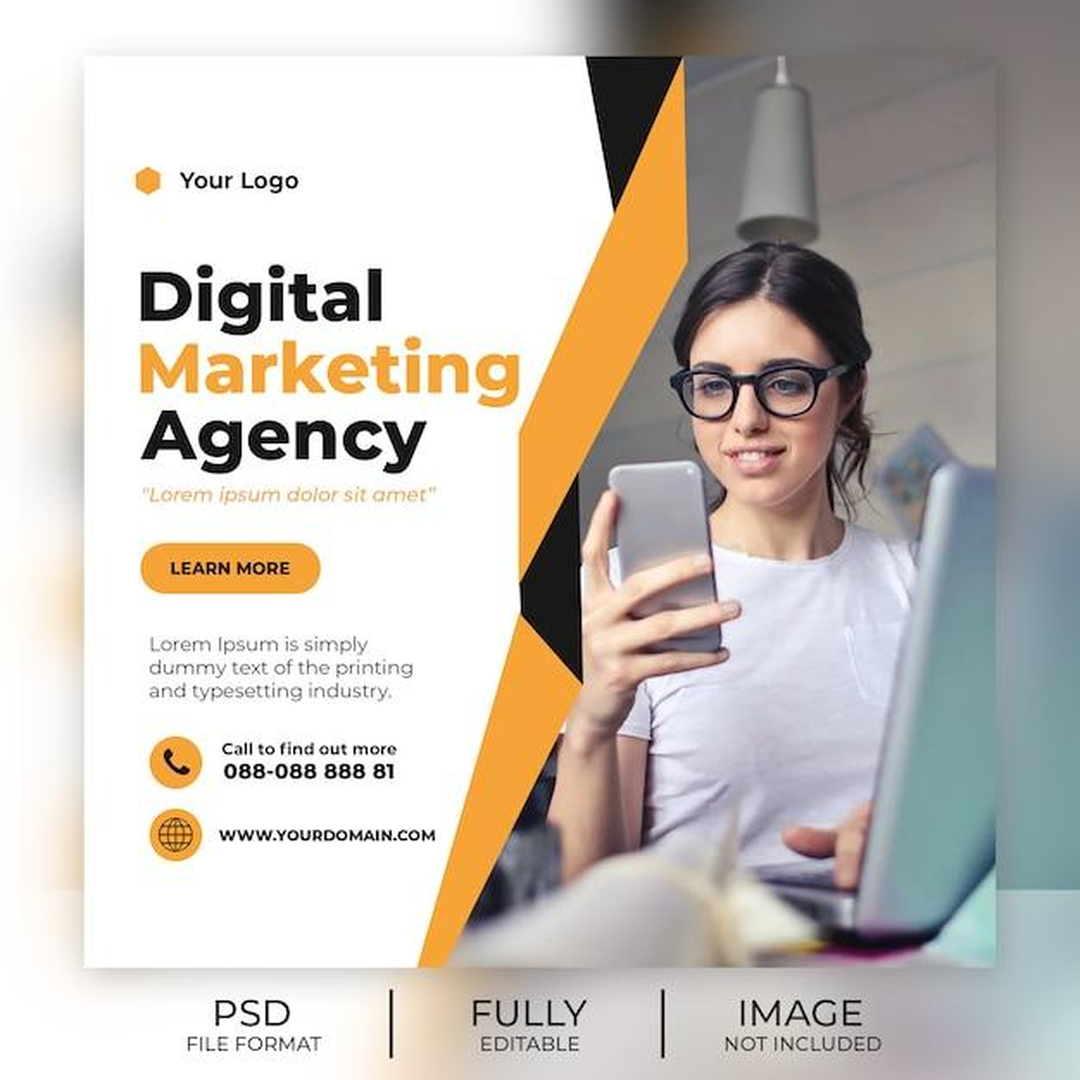 Your Logo
Digital
Marketing
Agency
"Lorem ipsum dolor sit amet"
LEARN MORE
Lorem Ipsum is simply
dummy text of the printing
and typesetting industry.
Call to find out more
088-088 888 81
WWW.YOURDOMAIN.COM
PSD
FILE FORMAT
FULLY
EDITABLE
IMAGE
NOT INCLUDED